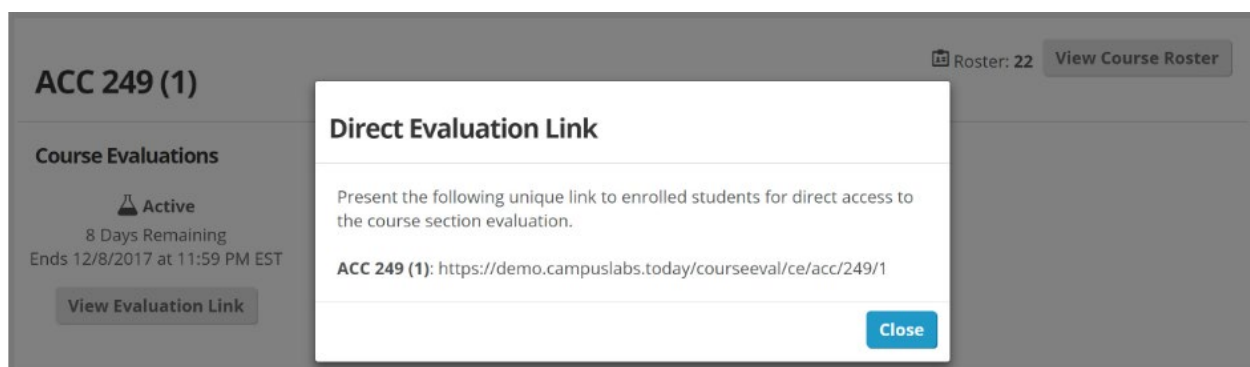 ACC 249 (1)
Roster: 22
View Course Roster
Course Evaluations
Active
8 Days Remaining
Ends 12/8/2017 at 11:59 PM EST
View Evaluation Link
Direct Evaluation Link
Present the following unique link to enrolled students for direct access to
the course section evaluation.
ACC 249 (1): https://demo.campuslabs.today/courseeval/ce/acc/249/1
Close